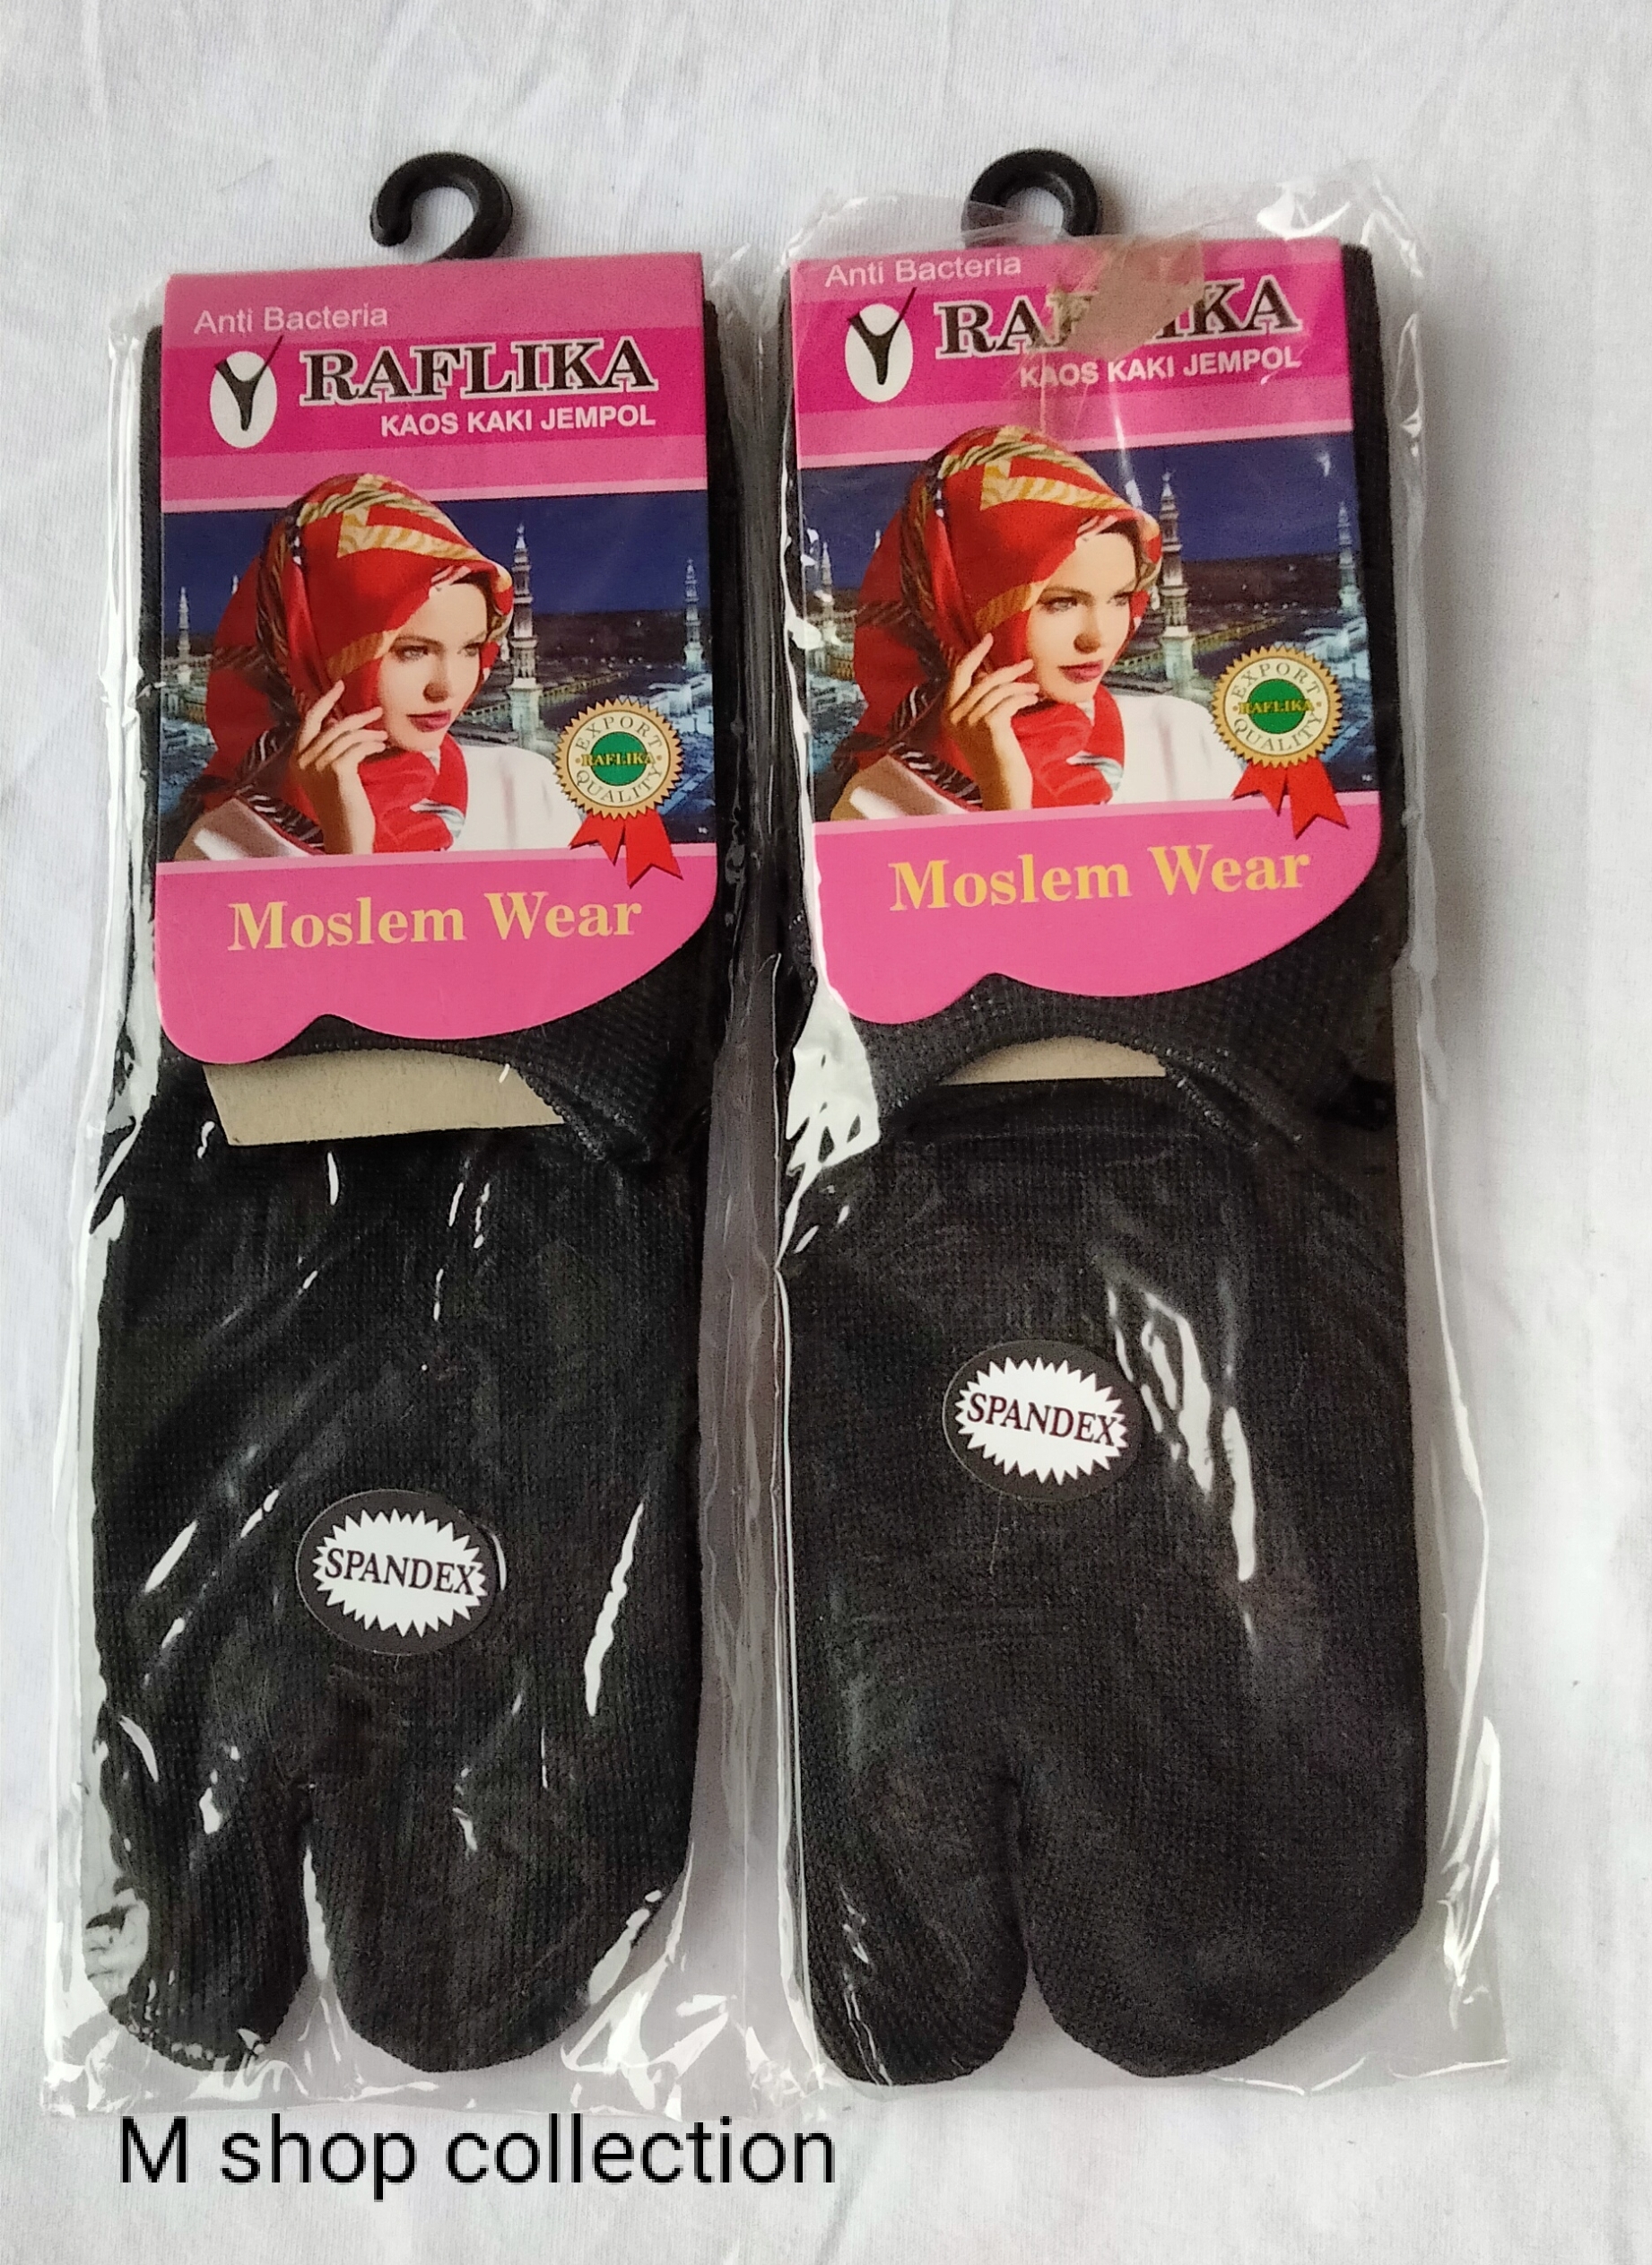 Anti Bacteria
RAFLIKA
KAOS KAKI JEMPOL
EXPORT
RAFLIKA
QUALITY
Moslem Wear
SPANDEX
Anti Bacteria
RAFLIKA
KAOS KAKI JEMPOL
EXPORT
RAFLIKA
QUALITY
Moslem Wear
SPANDEX
M shop collection